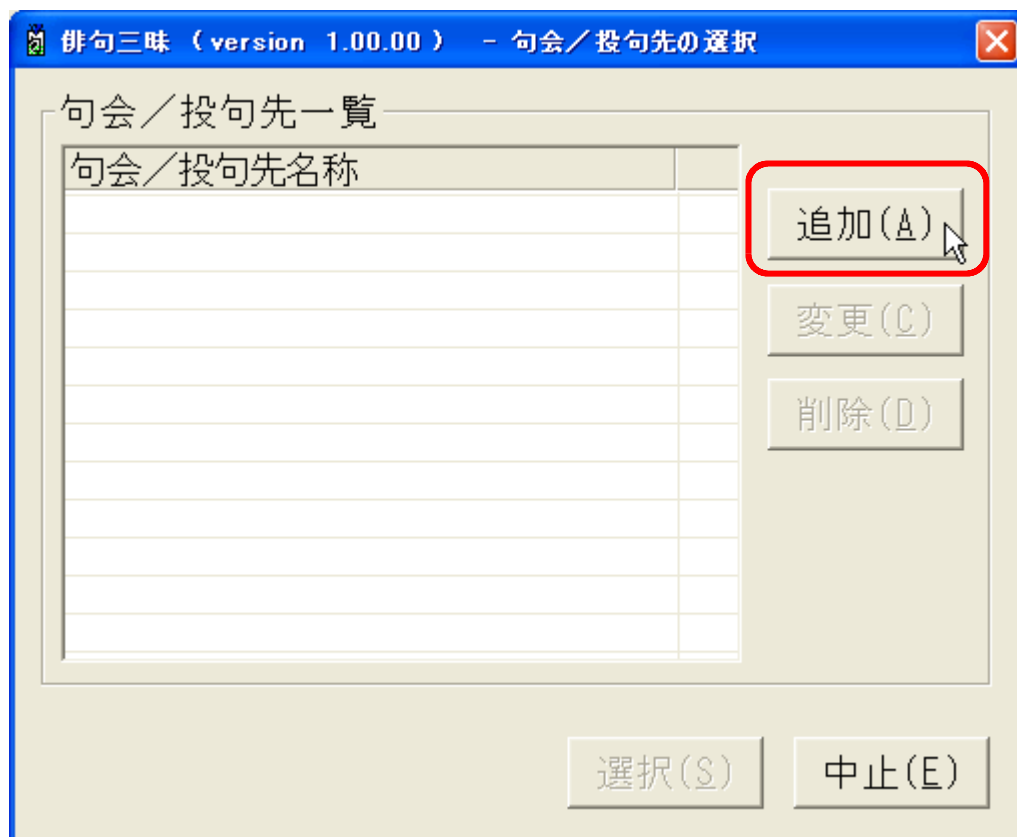 俳句三昧 (version 1.00.00) - 句会/投句先の選択
句会/投句先一覧
句会/投句先名称
追加(A)
変更(C)
削除(D)
選択(S)
中止(E)